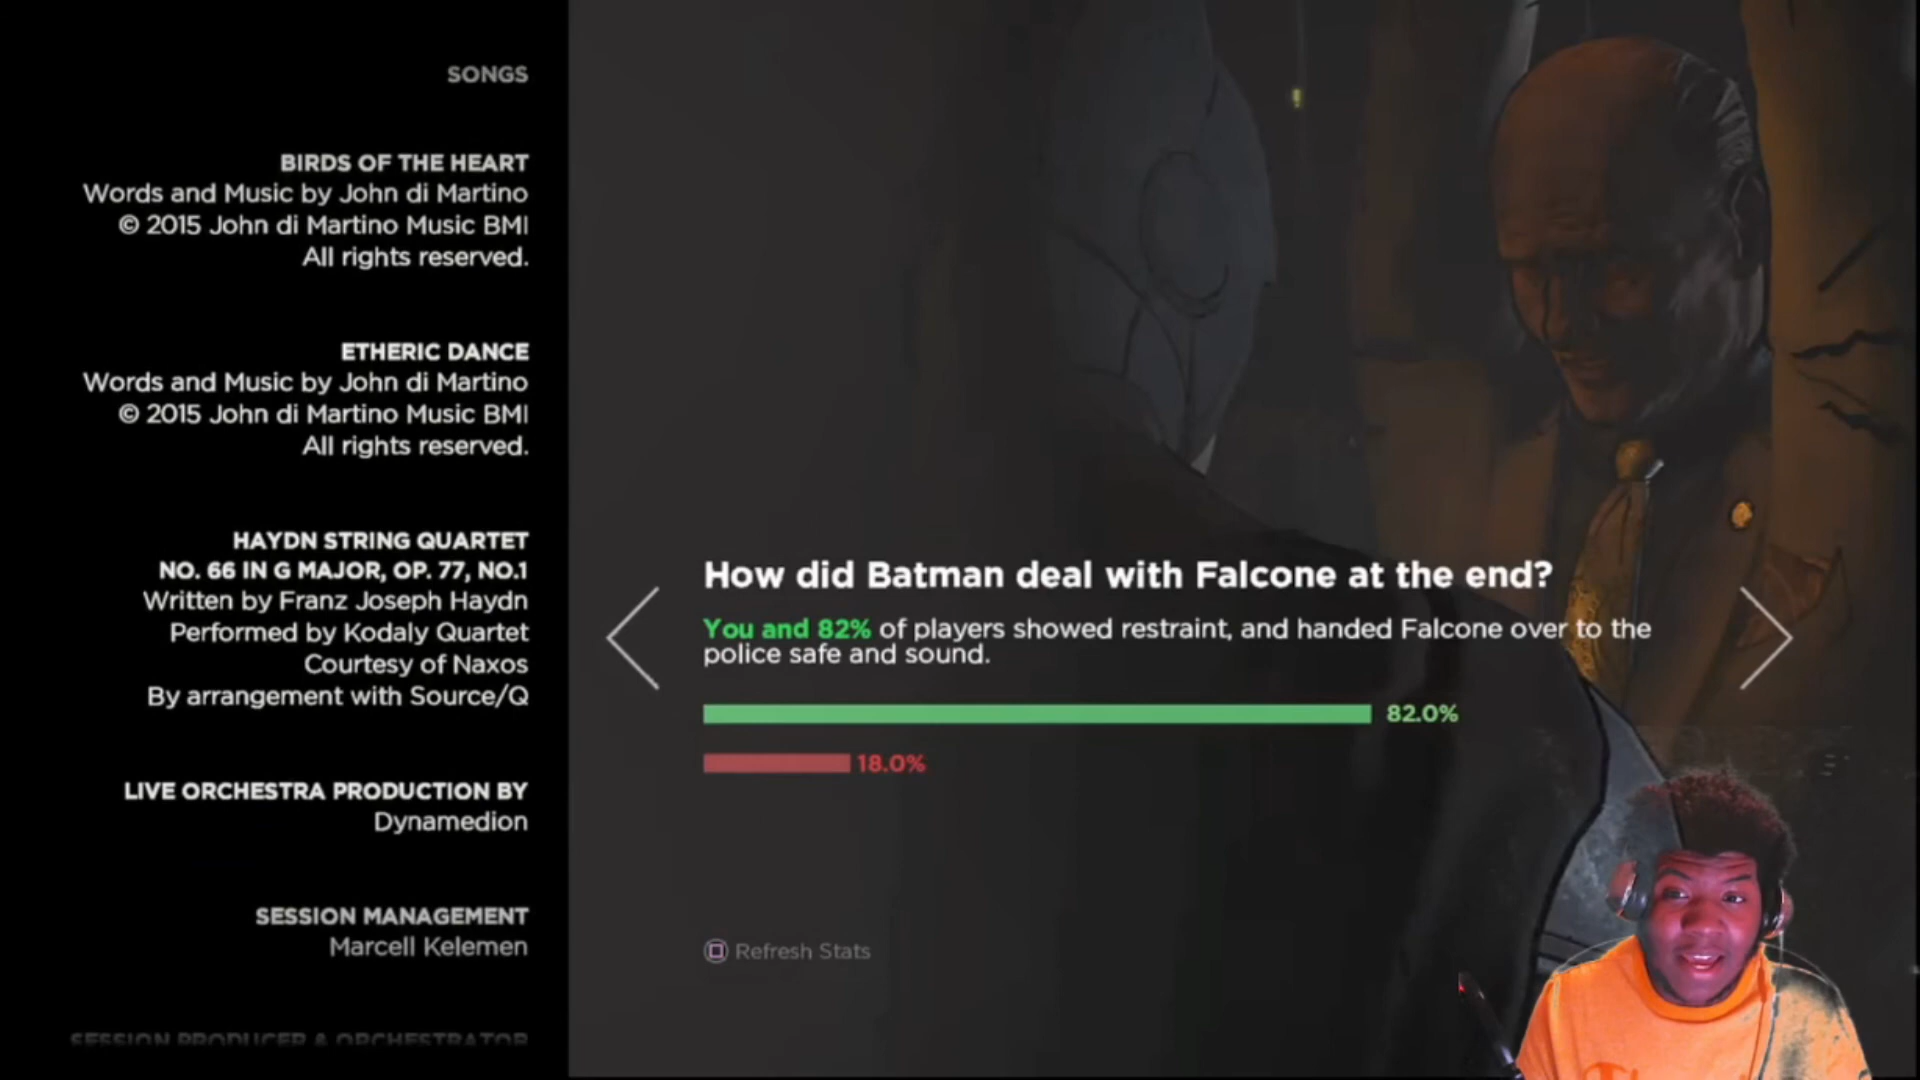 SONGS
BIRDS OF THE HEART
Words and Music by John di Martino
© 2015 John di Martino Music BMI
All rights reserved.
ETHERIC DANCE
Words and Music by John di Martino
© 2015 John di Martino Music BMI
All rights reserved.
HAYDN STRING QUARTET
NO. 66 IN G MAJOR, OP. 77, NO.1
Written by Franz Joseph Haydn
Performed by Kodaly Quartet
Courtesy of Naxos
By arrangement with Source/Q
LIVE ORCHESTRA PRODUCTION BY
Dynamedion
SESSION MANAGEMENT
Marcell Kelemen
SESSION PRODUCER & ORCHESTRATOR
How did Batman deal with Falcone at the end?
You and 82% of players showed restraint, and handed Falcone over to the
police safe and sound.
82.0%
18.0%
Refresh Stats